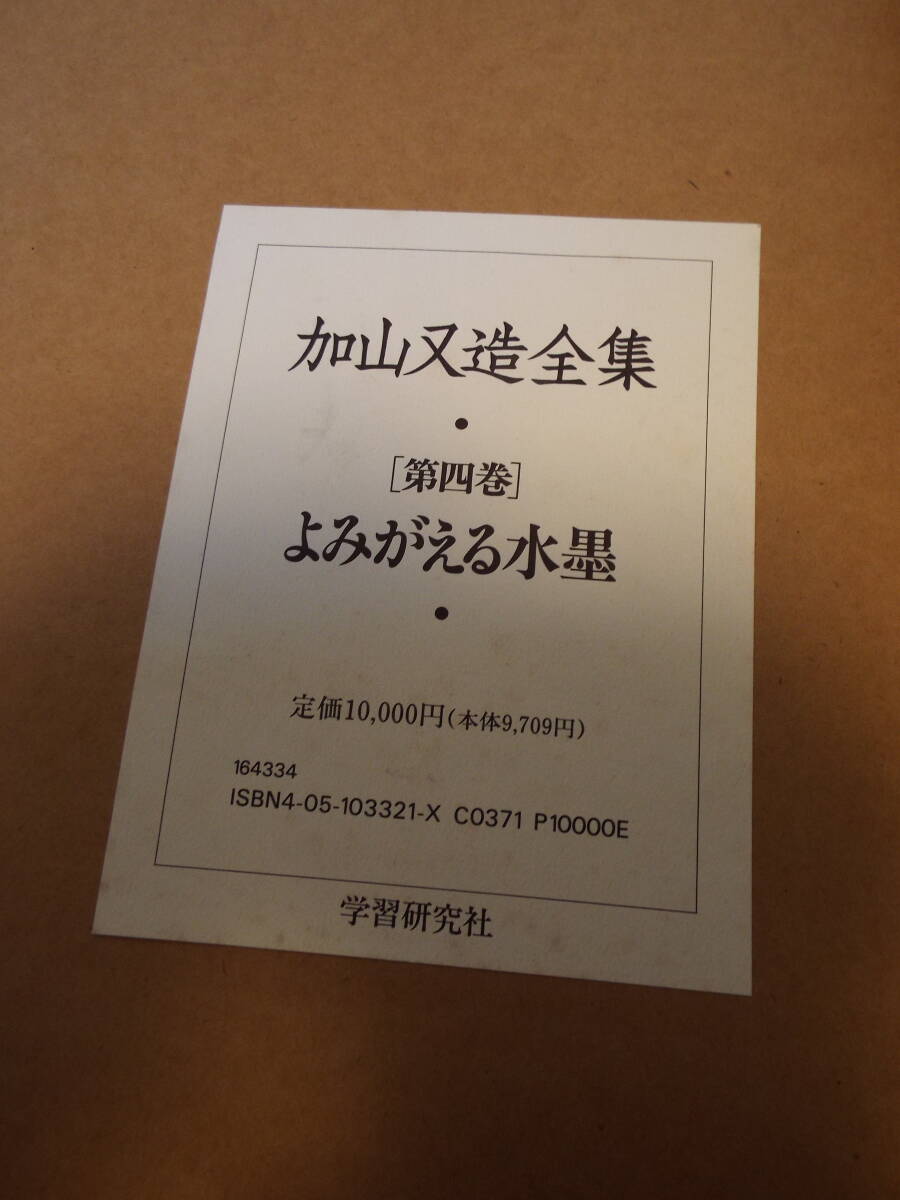 加山又造全集
・
[第四巻]
よみがえる水墨
・
定価10,000円(本体9,709円)
164334
ISBN4-05-103321-X C0371 P10000E
学習研究社